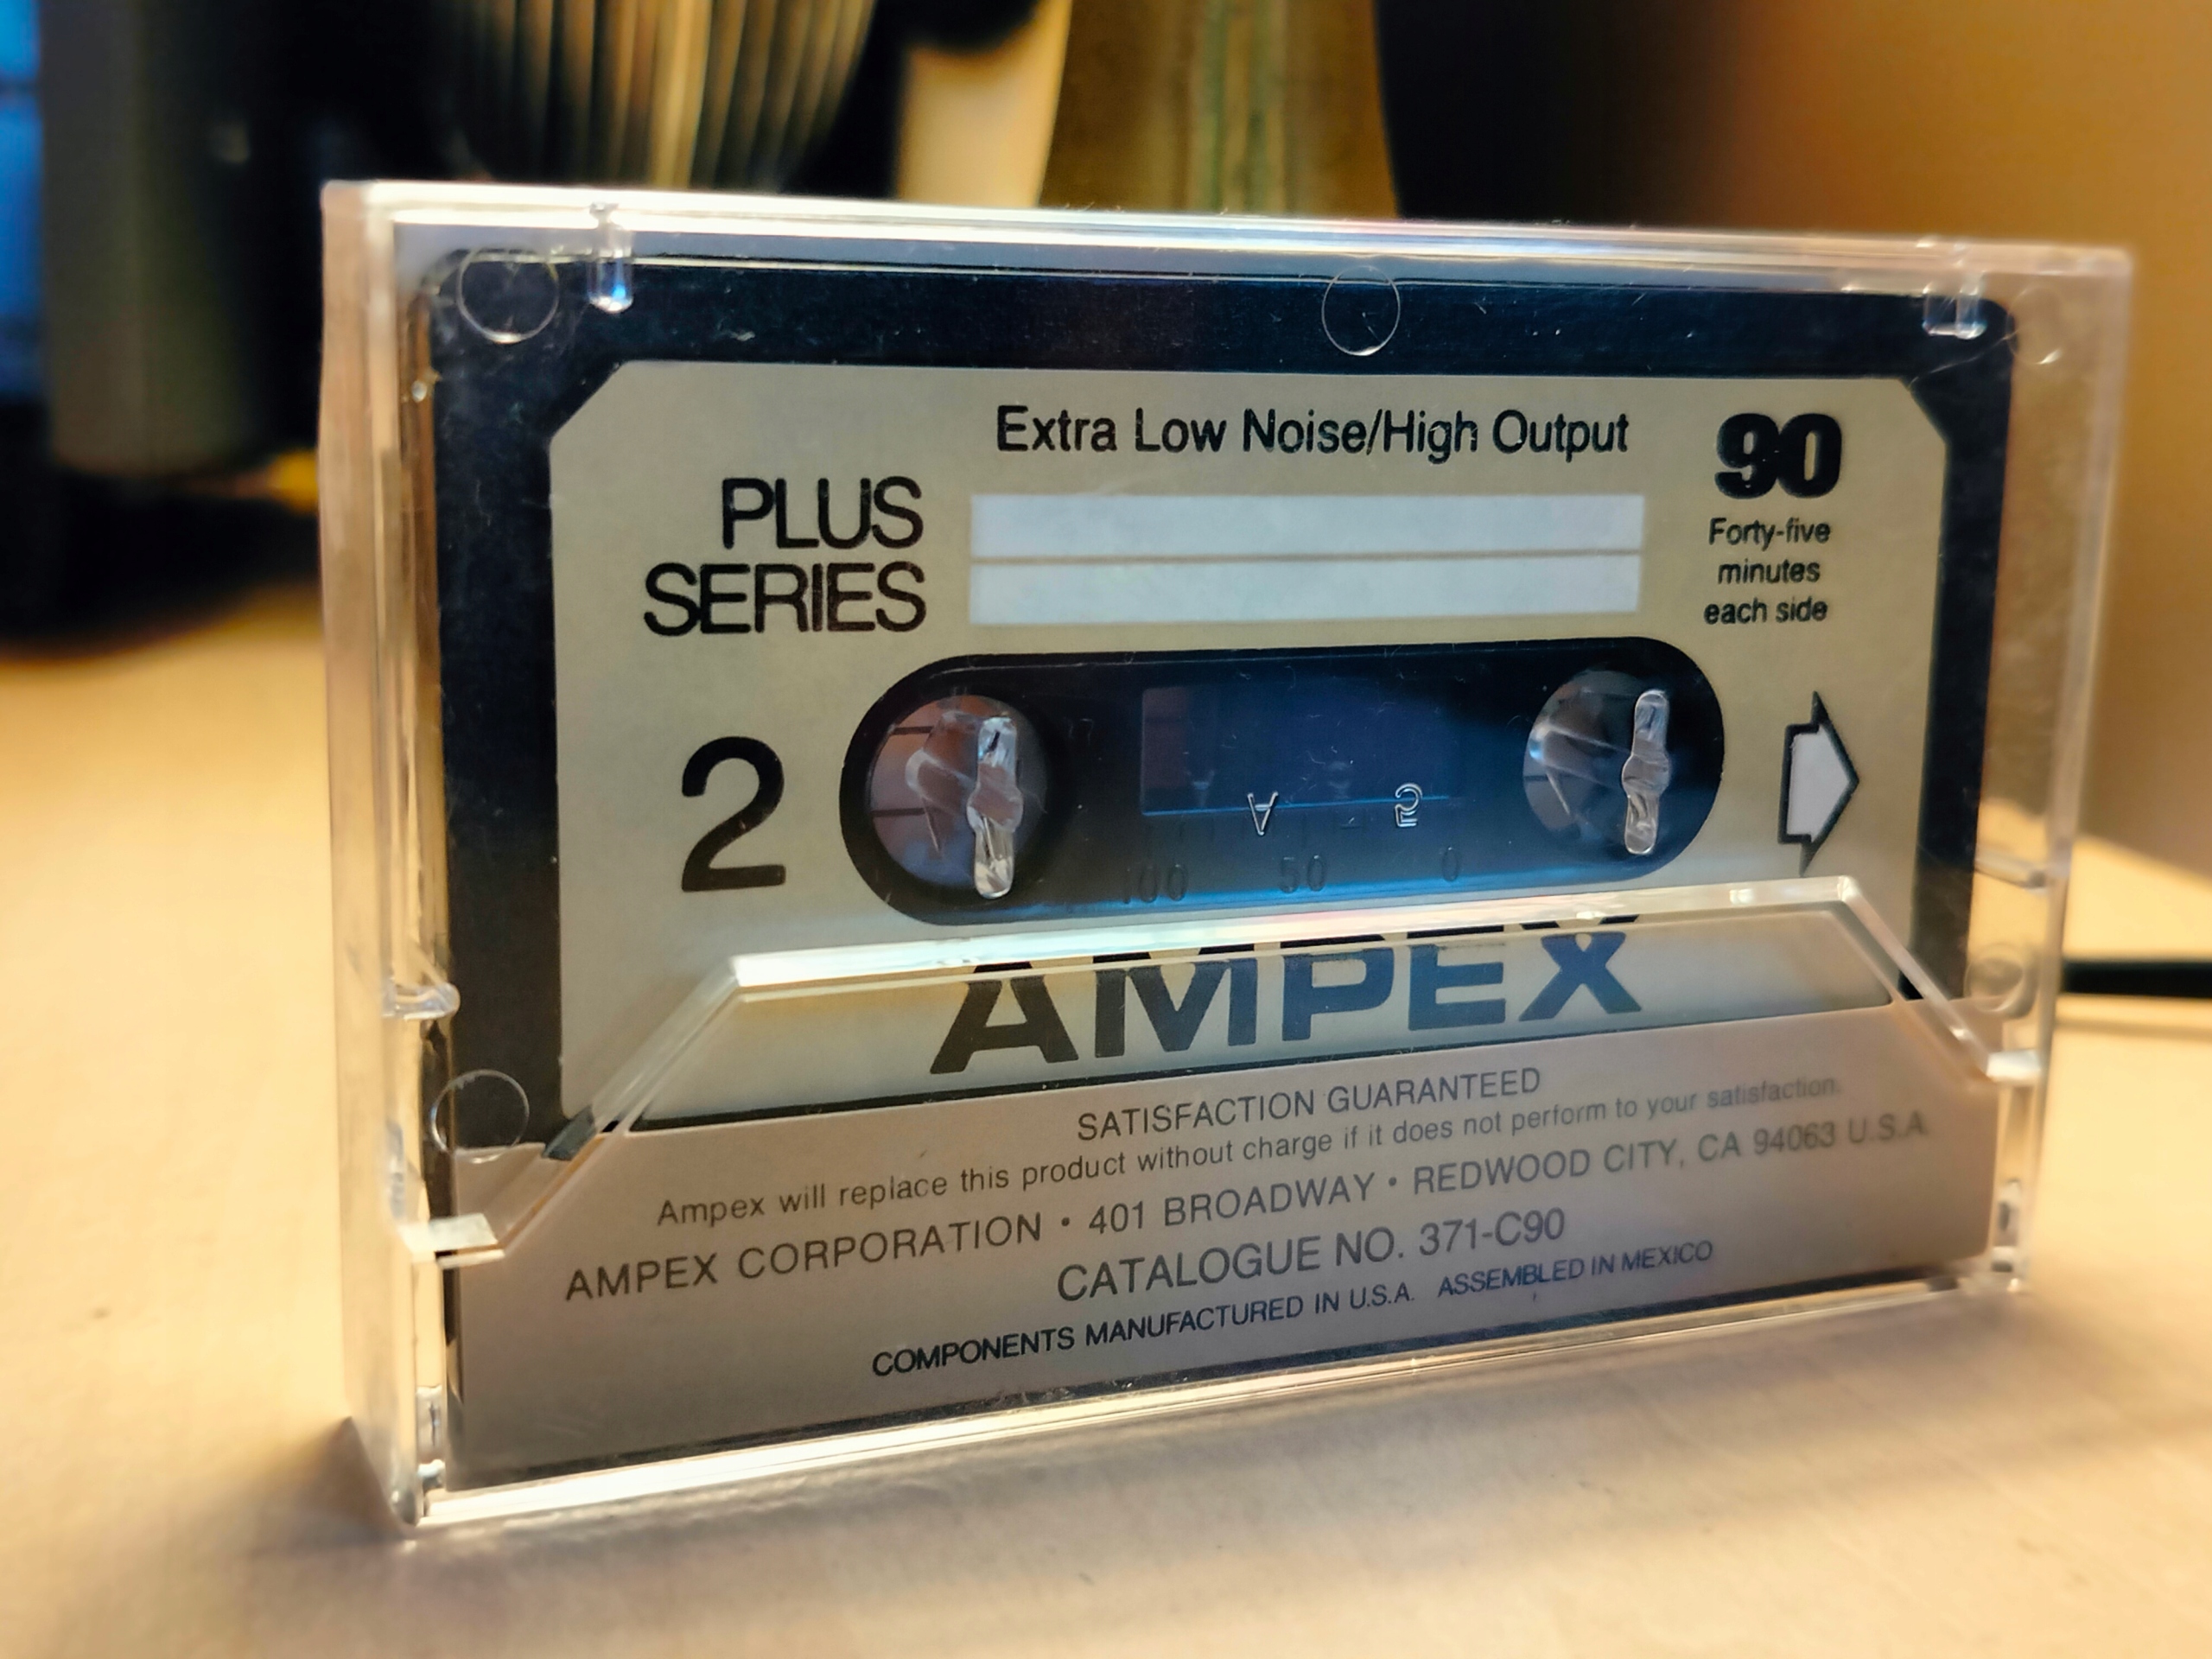 Extra Low Noise/High Output
90
PLUS
SERIES
Forty-five
minutes
each side
2
A 2
100 50 0
AMPEX
SATISFACTION GUARANTEED
Ampex will replace this product without charge if it does not perform to your satisfaction.
AMPEX CORPORATION • 401 BROADWAY • REDWOOD CITY, CA 94063 U.S.A.
CATALOGUE NO. 371-C90
COMPONENTS MANUFACTURED IN U.S.A. ASSEMBLED IN MEXICO